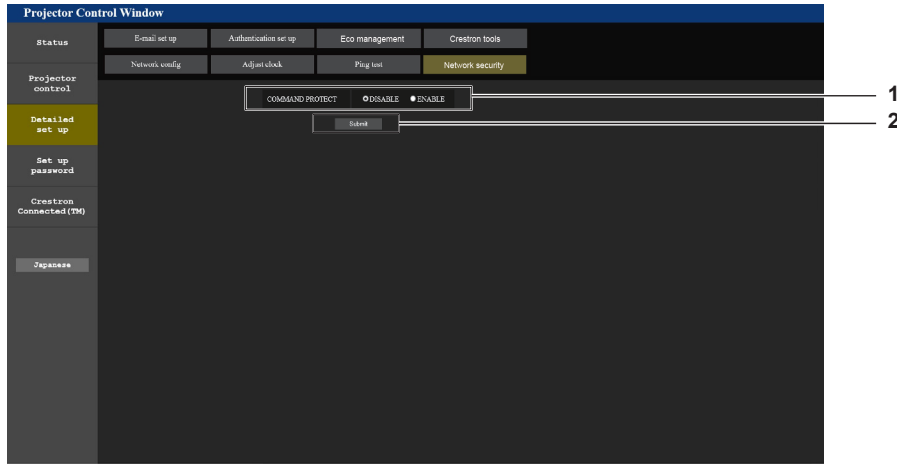 Projector Control Window
Status
E-mail set up
Authentication set up
Eco management
Crestron tools
Network config
Adjust clock
Ping test
Network security
Projector
control
COMMAND PROTECT DISABLE ENABLE
1
Submit
2
Detailed
set up
Set up
password
Crestron
Connected(TM)
Japanese